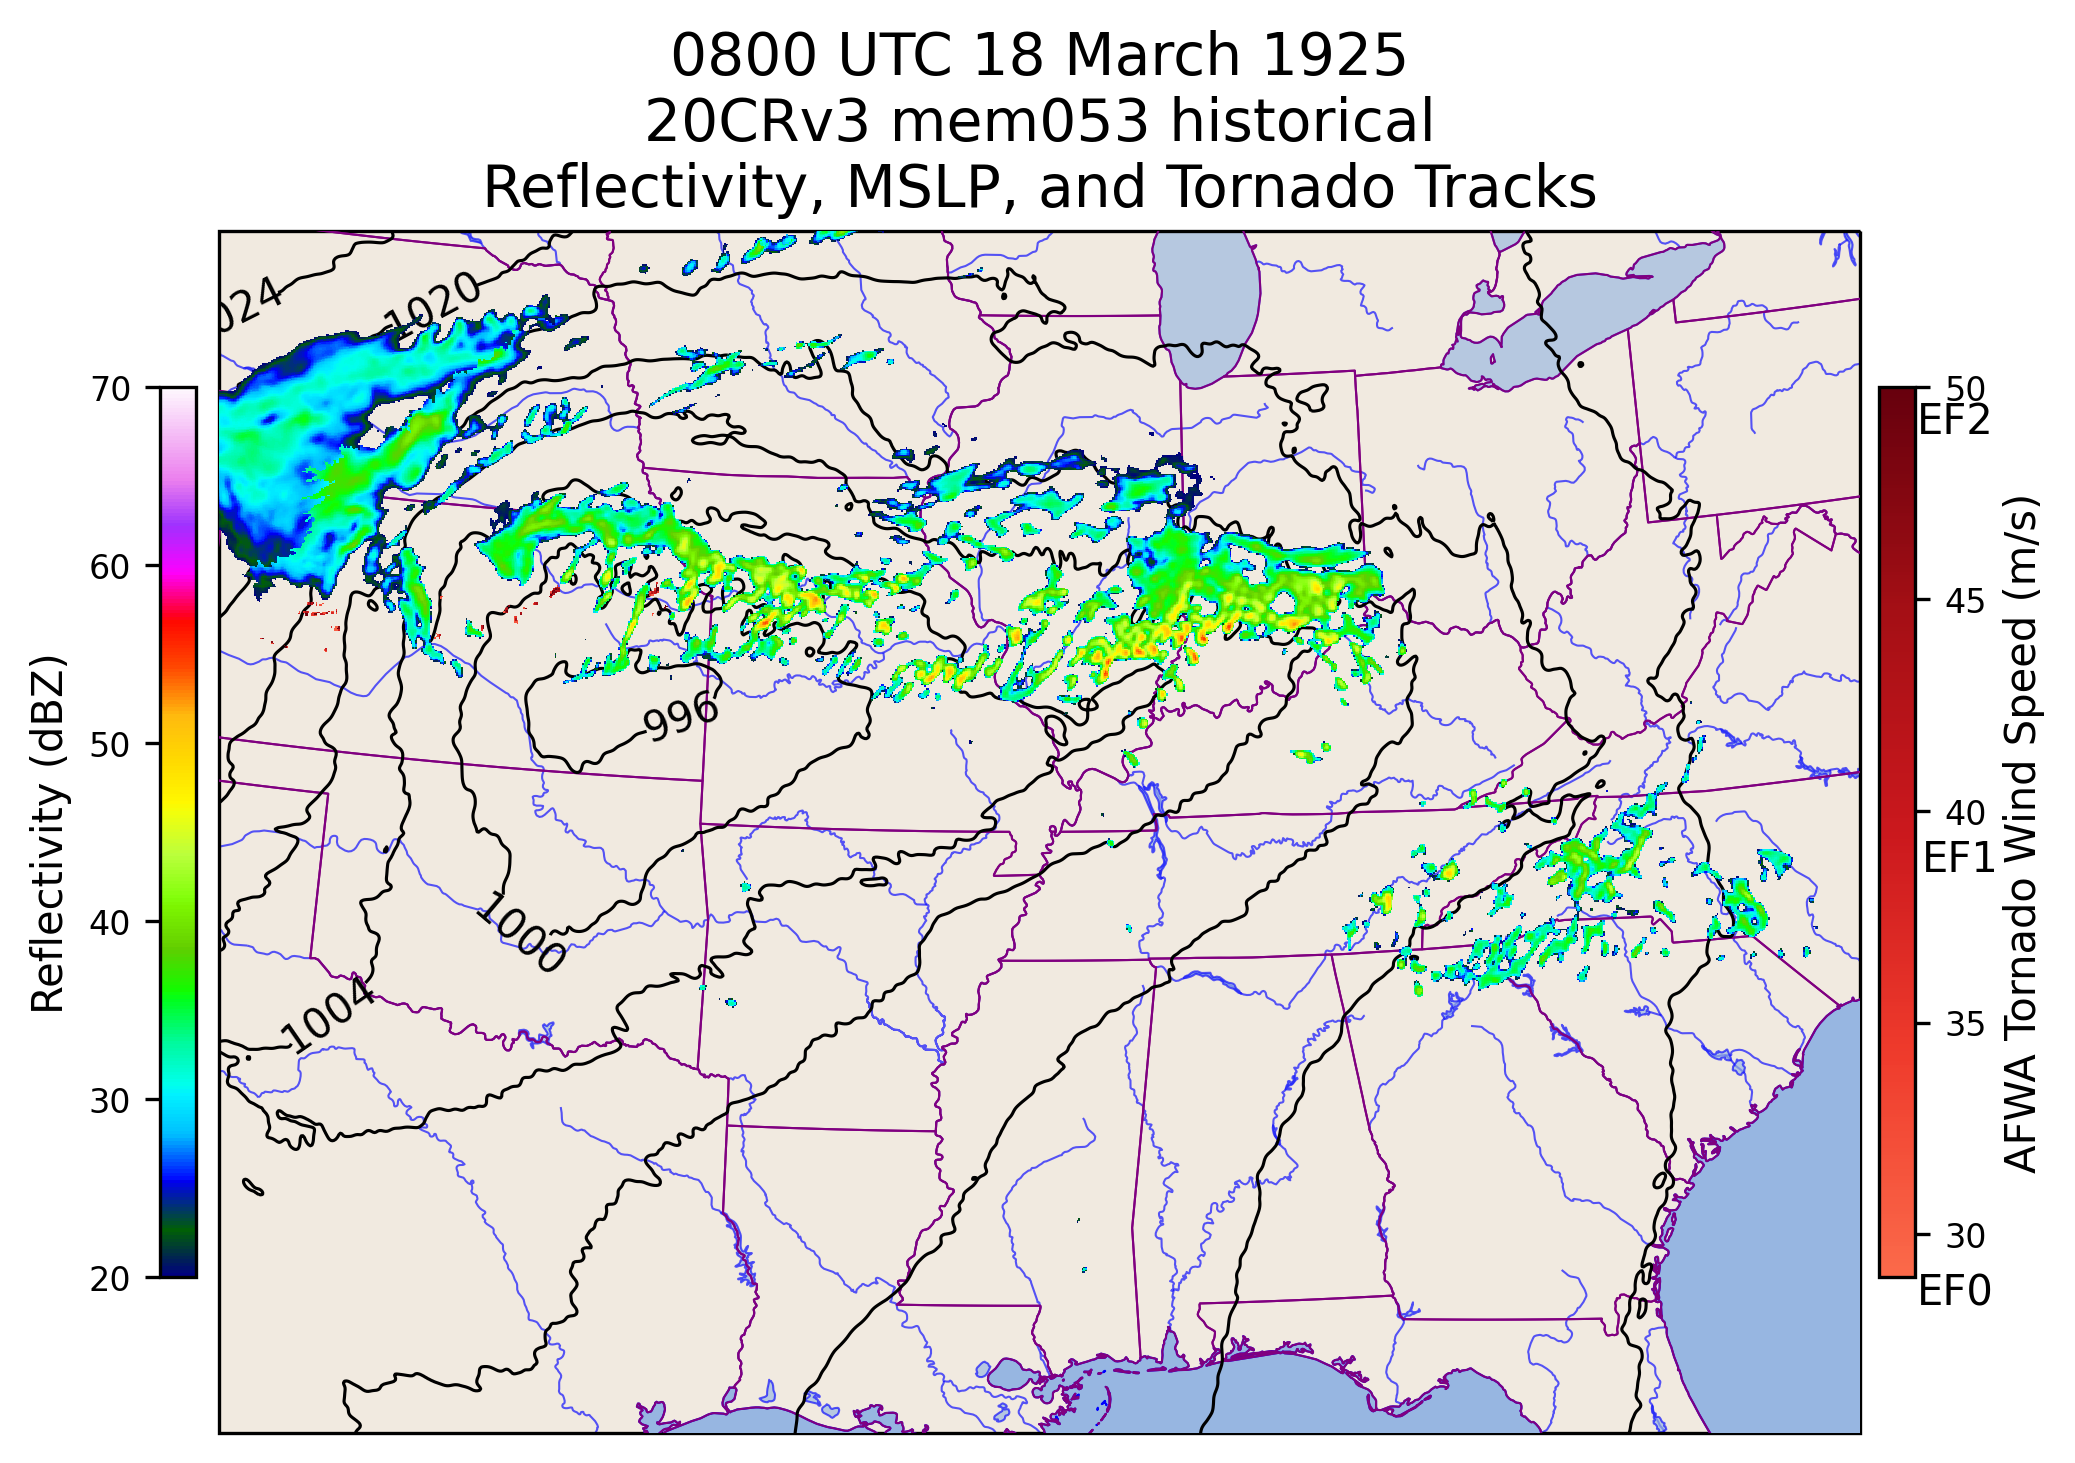 0800 UTC 18 March 1925
20CRv3 mem053 historical
Reflectivity, MSLP, and Tornado Tracks
024
1020
996
1000
1004
Reflectivity (dBZ)
70
60
50
40
30
20
50
EF2
45
40
EF1
35
30
EF0
AFWA Tornado Wind Speed (m/s)